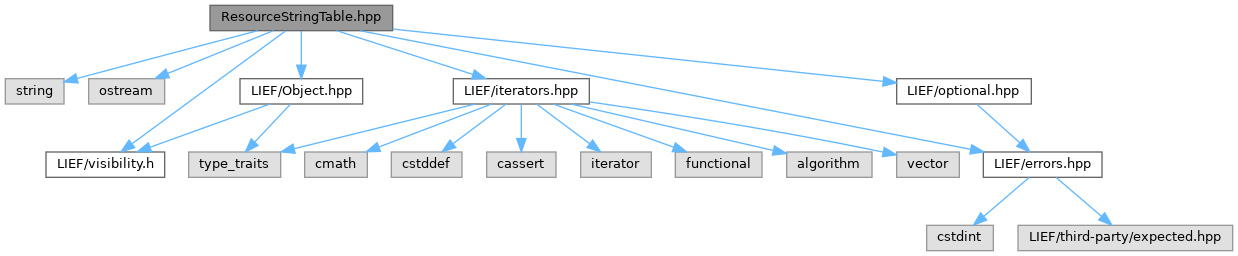 ResourceStringTable.hpp
string
ostream
LIEF/Object.hpp
LIEF/iterators.hpp
LIEF/optional.hpp
LIEF/visibility.h
type_traits
cmath
cstddef
cassert
iterator
functional
algorithm
vector
LIEF/errors.hpp
cstdint
LIEF/third-party/expected.hpp